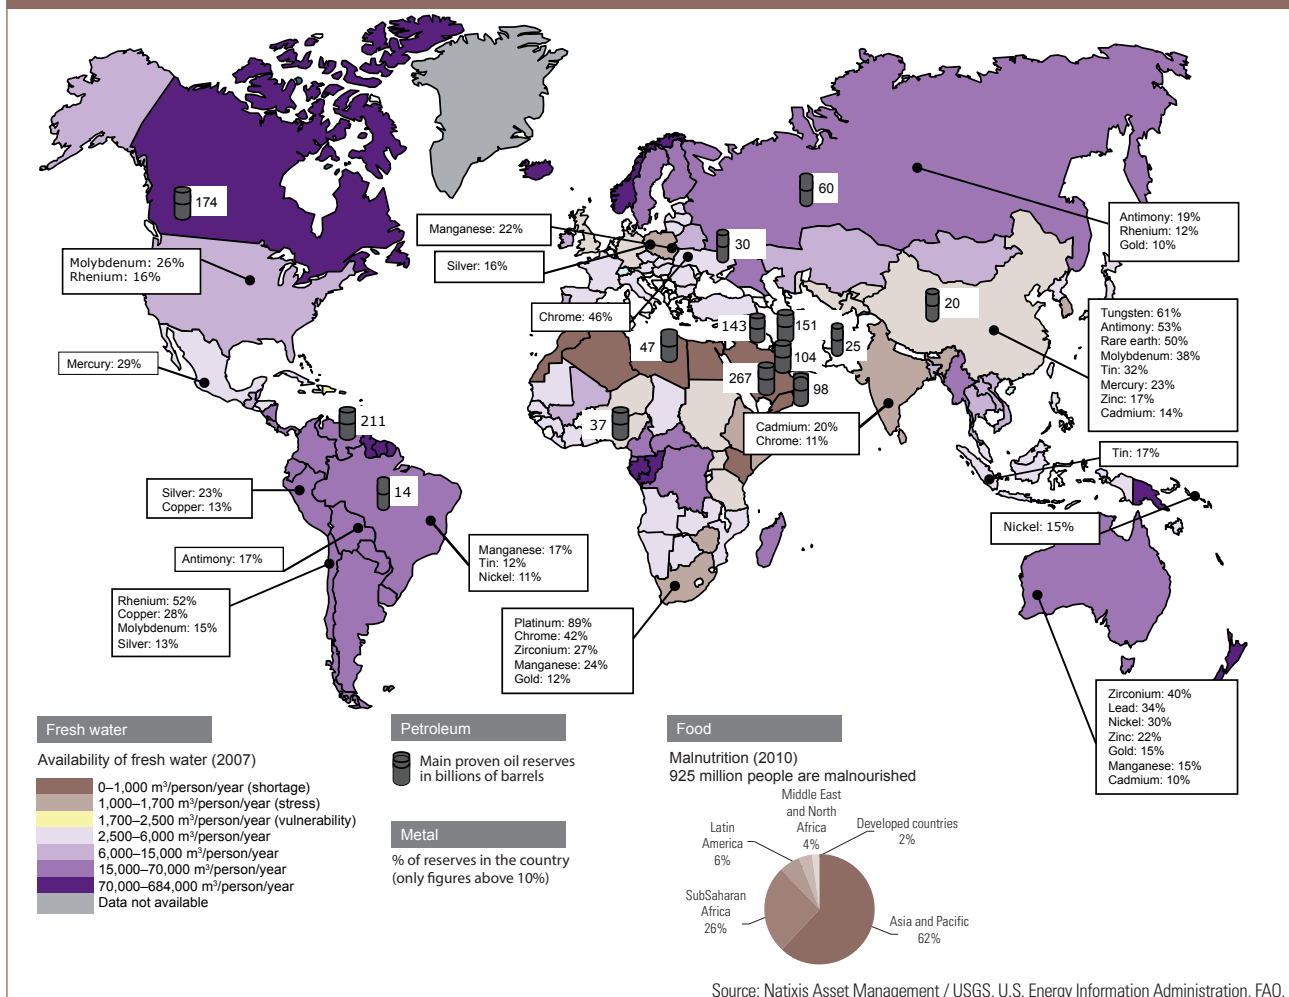 174
60
Antimony: 19%
Rhenium: 12%
Gold: 10%
Manganese: 22%
30
Silver: 16%
Molybdenum: 26%
Rhenium: 16%
20
Tungsten: 61%
Antimony: 53%
Rare earth: 50%
Molybdenum: 38%
Tin: 32%
Mercury: 23%
Zinc: 17%
Cadmium: 14%
Chrome: 46%
143
151
47
25
104
267
98
Mercury: 29%
211
37
Cadmium: 20%
Chrome: 11%
Tin: 17%
Silver: 23%
Copper: 13%
14
Nickel: 15%
Antimony: 17%
Manganese: 17%
Tin: 12%
Nickel: 11%
Rhenium: 52%
Copper: 28%
Molybdenum: 15%
Silver: 13%
Platinum: 89%
Chrome: 42%
Zirconium: 27%
Manganese: 24%
Gold: 12%
Zirconium: 40%
Lead: 34%
Nickel: 30%
Zinc: 22%
Gold: 15%
Manganese: 15%
Cadmium: 10%
Fresh water
Availability of fresh water (2007)
0–1,000 m³/person/year (shortage)
1,000–1,700 m³/person/year (stress)
1,700–2,500 m³/person/year (vulnerability)
2,500–6,000 m³/person/year
6,000–15,000 m³/person/year
15,000–70,000 m³/person/year
70,000–684,000 m³/person/year
Data not available
Petroleum
Main proven oil reserves
in billions of barrels
Metal
% of reserves in the country
(only figures above 10%)
Food
Malnutrition (2010)
925 million people are malnourished
Middle East
and North
Africa
4%
Developed countries
2%
Latin
America
6%
SubSaharan
Africa
26%
Asia and Pacific
62%
Source: Natixis Asset Management / USGS, U.S. Energy Information Administration, FAO.